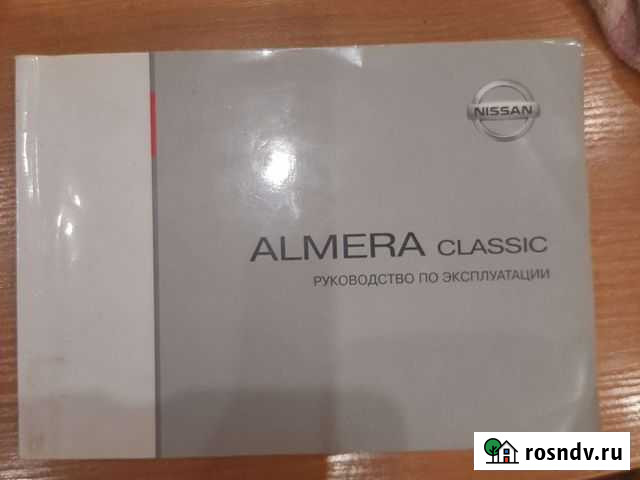 NISSAN
ALMERA CLASSIC
РУКОВОДСТВО ПО ЭКСПЛУАТАЦИИ
rosndv.ru